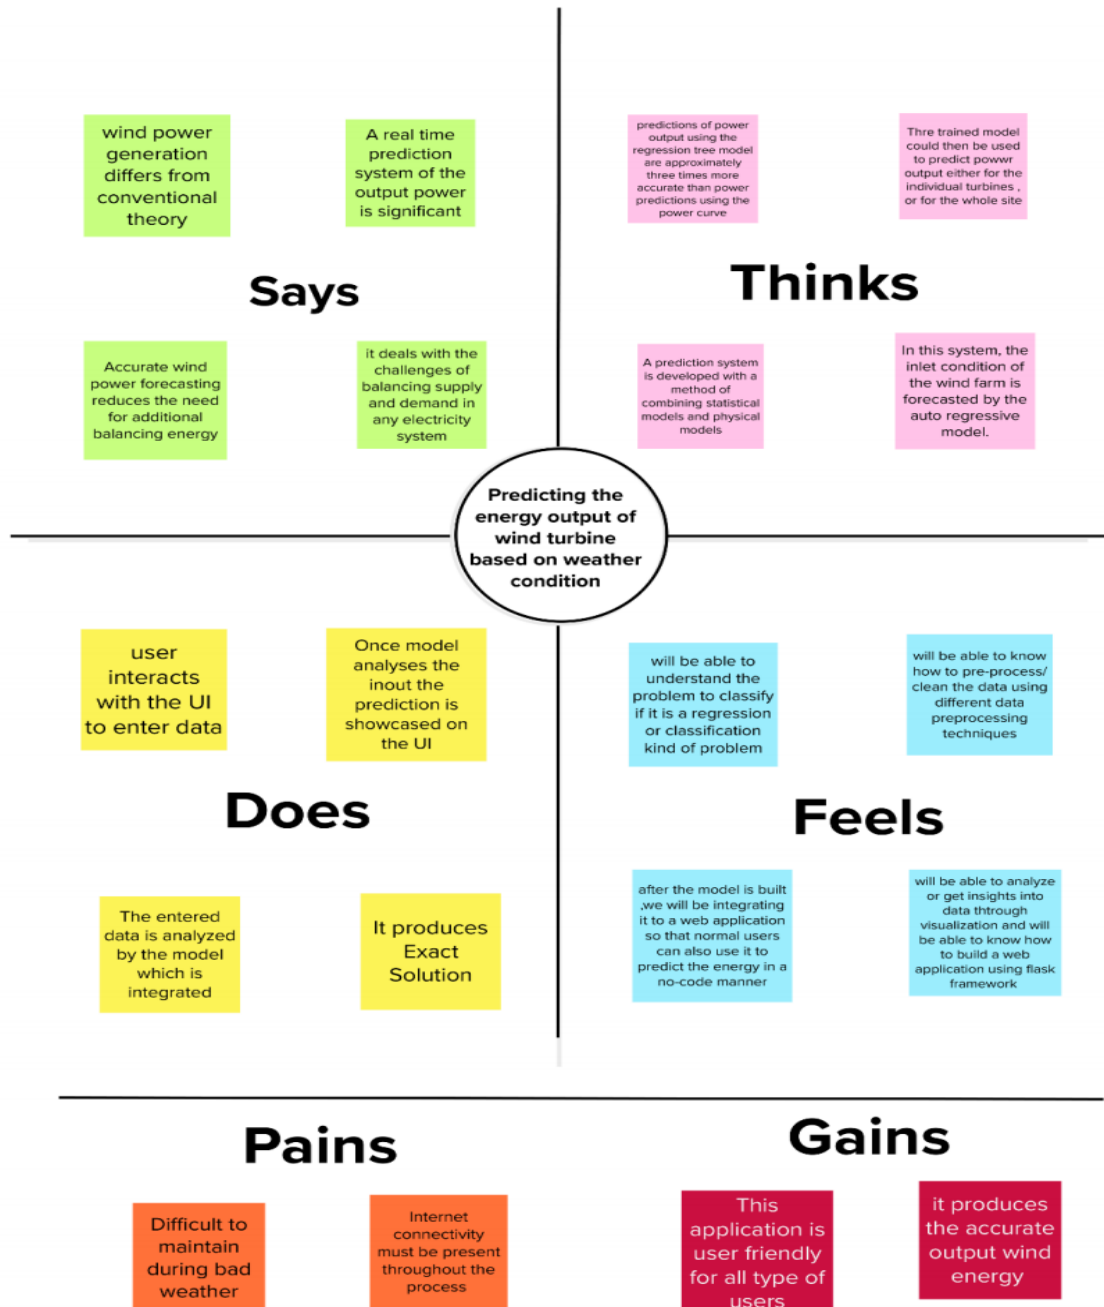 wind power
generation
differs from
conventional
theory
A real time
prediction
system of the
output power
is significant
Says
Accurate wind
power forecasting
reduces the need
for additional
balancing energy
it deals with the
challenges of
balancing supply
and demand in
any electricity
system
predictions of power
output using the
regression tree model
are approximately
three times more
accurate than power
predictions using the
power curve
Thre trained model
could then be used
to predict powwr
output either for the
individual turbines ,
or for the whole site
Thinks
A prediction system
is developed with a
method of
combining statistical
models and physical
models
In this system, the
inlet condition of
the wind farm is
forecasted by the
auto regressive
model.
Predicting the
energy output of
wind turbine
based on weather
condition
user
interacts
with the UI
to enter data
Once model
analyses the
inout the
prediction is
showcased on
the UI
Does
The entered
data is analyzed
by the model
which is
integrated
It produces
Exact
Solution
will be able to
understand the
problem to classify
if it is a regression
or classification
kind of problem
will be able to know
how to pre-process/
clean the data using
different data
preprocessing
techniques
Feels
after the model is built
,we will be integrating
it to a web application
so that normal users
can also use it to
predict the energy in a
no-code manner
will be able to analyze
or get insights into
data thtrough
visualization and will
be able to know how
to build a web
application using flask
framework
Pains
Difficult to
maintain
during bad
weather
Internet
connectivity
must be present
throughout the
process
Gains
This
application is
user friendly
for all type of
users
it produces
the accurate
output wind
energy